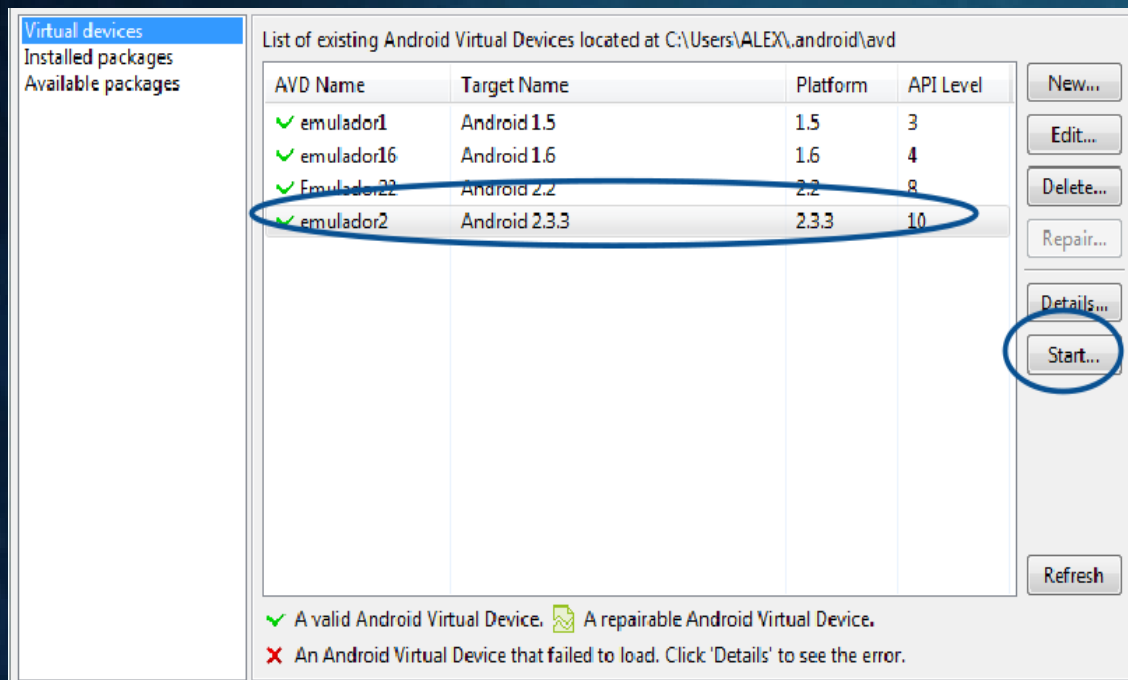 Virtual devices
Installed packages
Available packages
List of existing Android Virtual Devices located at C:\Users\ALEX\.android\avd
AVD Name Target Name Platform API Level
emulador1 Android 1.5 1.5 3
emulador16 Android 1.6 1.6 4
Emulador22 Android 2.2 2.2 8
emulador2 Android 2.3.3 2.3.3 10
New...
Edit...
Delete...
Repair...
Details...
Start...
Refresh
A valid Android Virtual Device. A repairable Android Virtual Device.
An Android Virtual Device that failed to load. Click 'Details' to see the error.